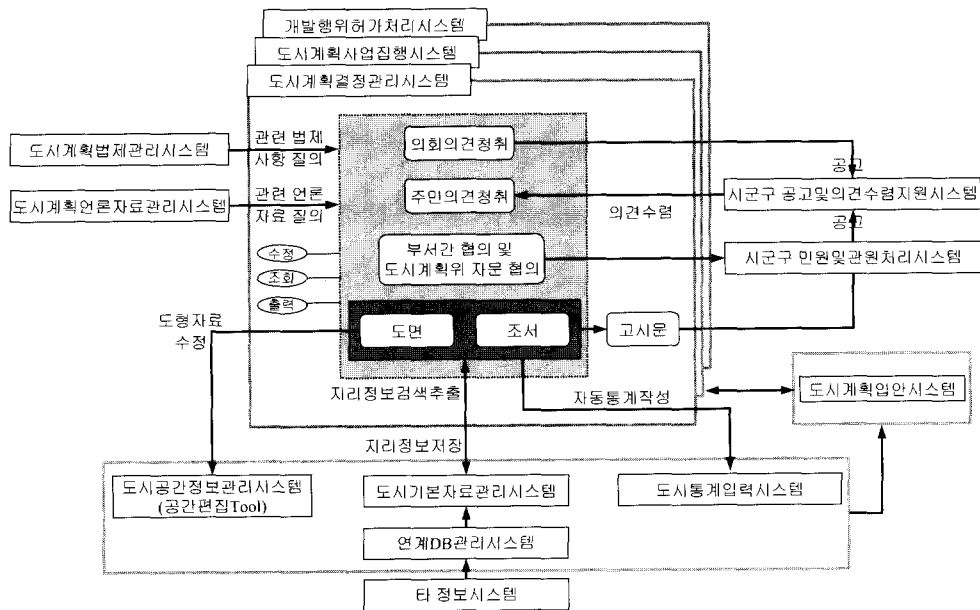 개발행위허가처리시스템
도시계획사업집행시스템
도시계획결정관리시스템
도시계획법제관리시스템
관련 법제
사항 질의
의회의견청취
공고
도시계획언론자료관리시스템
관련 언론
자료 질의
주민의견청취
의견수렴
시군구 공고및의견수렴지원시스템
공고
수정
조회
출력
부서간 협의 및
도시계획위 자문 협의
시군구 민원및관원처리시스템
도형자료
수정
도면
조서
고시문
지리정보검색추출
자동통계작성
도시계획입안시스템
지리정보저장
도시공간정보관리시스템
(공간편집Tool)
도시기본자료관리시스템
도시통계입력시스템
연계DB관리시스템
타 정보시스템